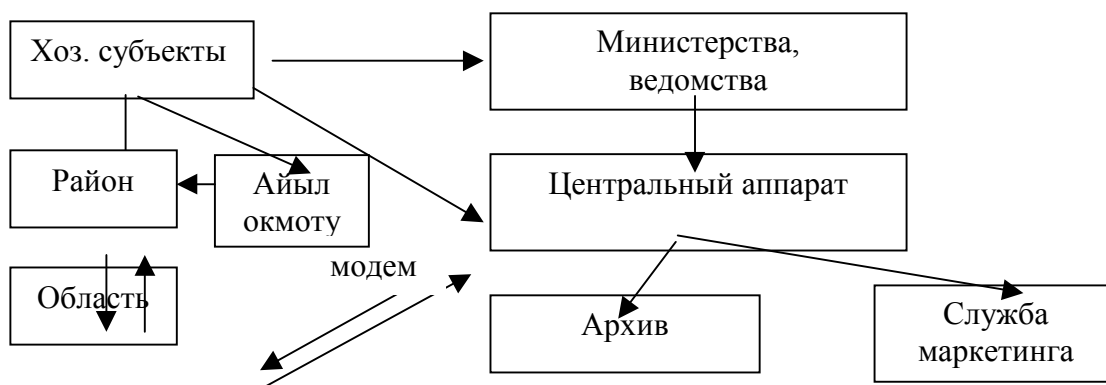 Хоз. субъекты
Министерства,
ведомства
Район
Айыл
окмоту
Центральный аппарат
модем
Область
Архив
Служба
маркетинга